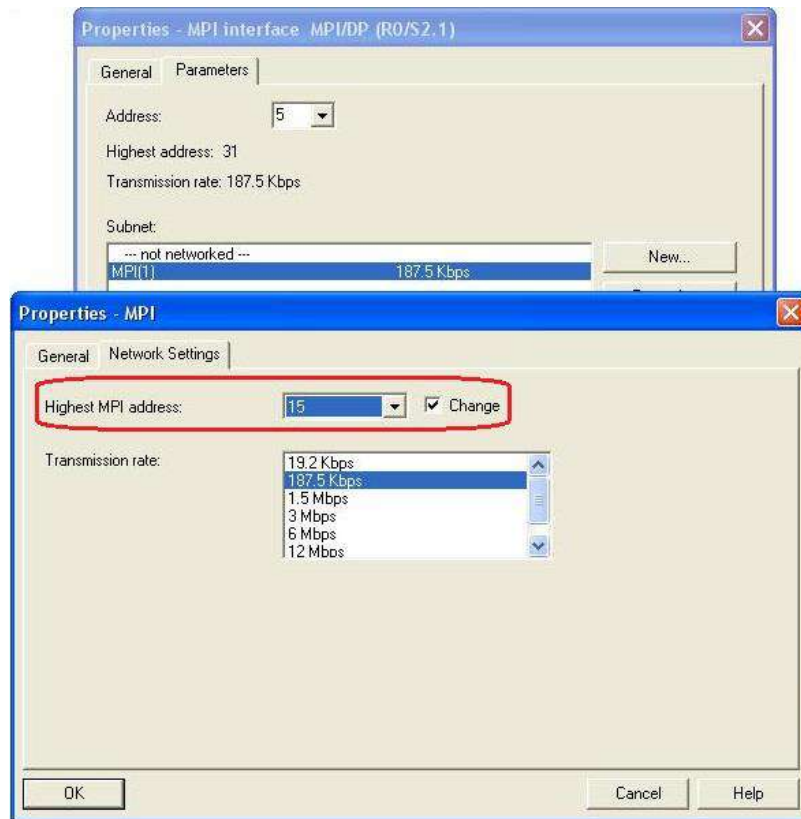 Properties - MPI interface MPI/DP (R0/S2.1)
General Parameters
Address: 5
Highest address: 31
Transmission rate: 187.5 Kbps
Subnet:
--- not networked ---
New...
MPI(1) 187.5 Kbps
Properties - MPI
General Network Settings
Highest MPI address: 15 Change
Transmission rate:
19.2 Kbps
187.5 Kbps
1.5 Mbps
3 Mbps
6 Mbps
12 Mbps
OK Cancel Help